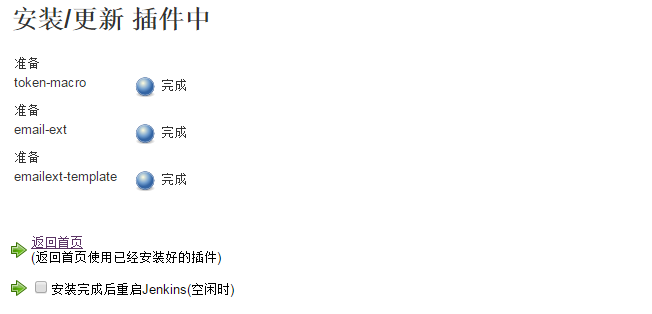 安装/更新 插件中
准备
token-macro 完成
准备
email-ext 完成
准备
emailext-template 完成
返回首页
(返回首页使用已经安装好的插件)
安装完成后重启Jenkins(空闲时)